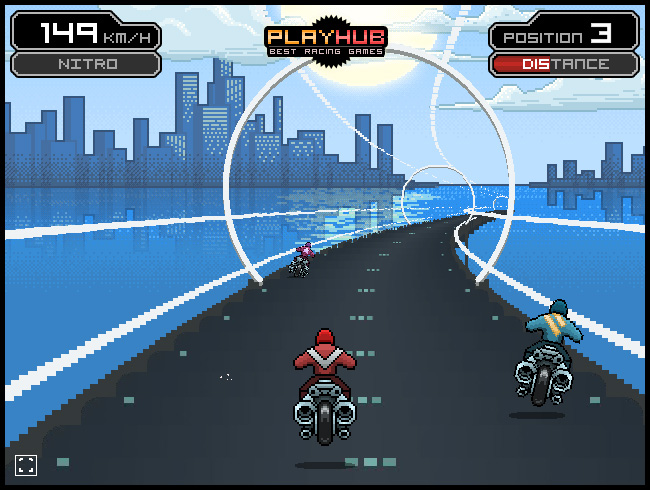 149 KM/H
NITRO
PLAYHUB
BEST RACING GAMES
POSITION 3
DISTANCE